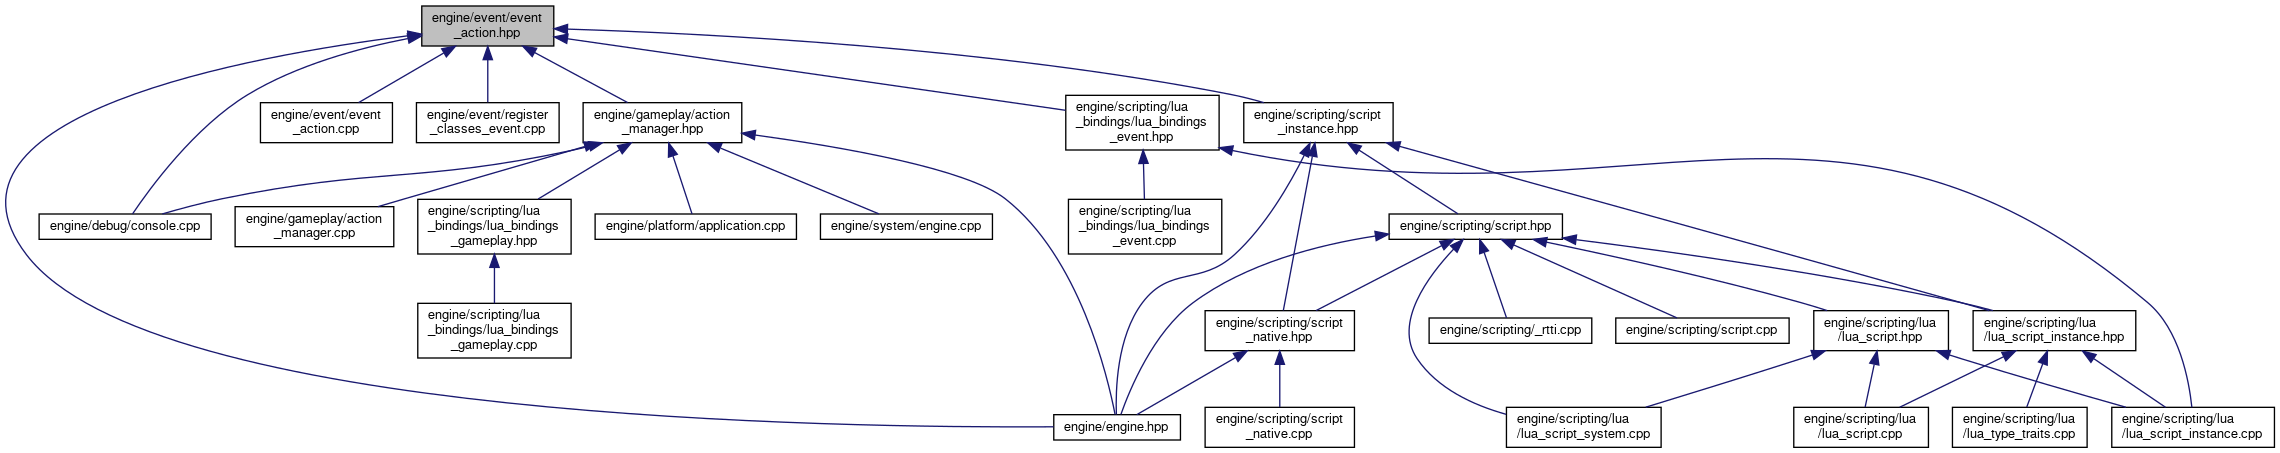 engine/event/event
_action.hpp
engine/event/event
_action.cpp
engine/event/register
_classes_event.cpp
engine/gameplay/action
_manager.hpp
engine/scripting/lua
_bindings/lua_bindings
_event.hpp
engine/scripting/script
_instance.hpp
engine/debug/console.cpp
engine/gameplay/action
_manager.cpp
engine/scripting/lua
_bindings/lua_bindings
_gameplay.hpp
engine/platform/application.cpp
engine/system/engine.cpp
engine/scripting/lua
_bindings/lua_bindings
_event.cpp
engine/scripting/script.hpp
engine/scripting/lua
_bindings/lua_bindings
_gameplay.cpp
engine/scripting/script
_native.hpp
engine/scripting/_rtti.cpp
engine/scripting/script.cpp
engine/scripting/lua
/lua_script.hpp
engine/scripting/lua
/lua_script_instance.hpp
engine/engine.hpp
engine/scripting/script
_native.cpp
engine/scripting/lua
/lua_script_system.cpp
engine/scripting/lua
/lua_script.cpp
engine/scripting/lua
/lua_type_traits.cpp
engine/scripting/lua
/lua_script_instance.cpp